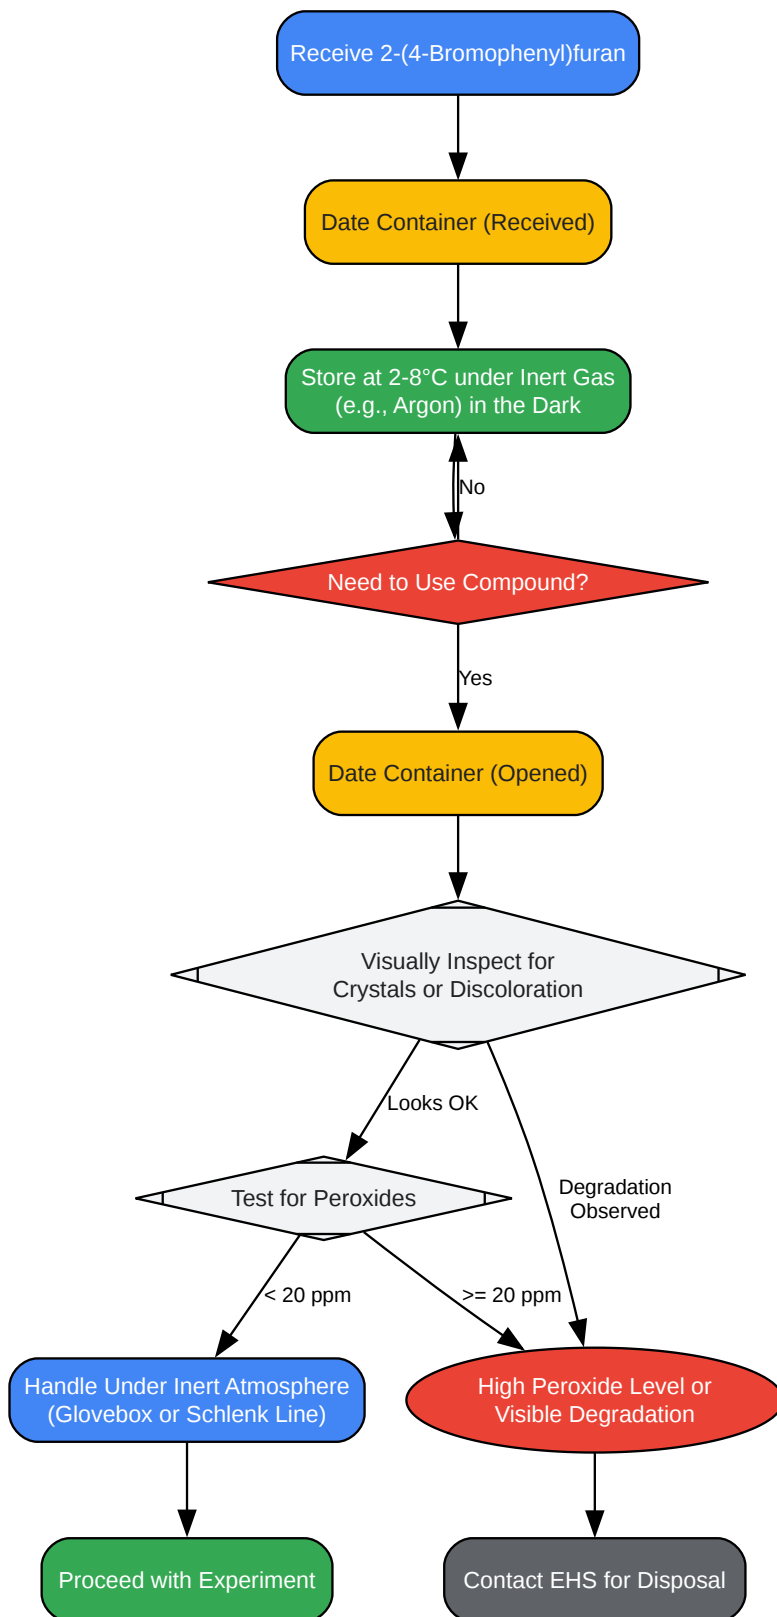 Receive 2-(4-Bromophenyl)furan
Date Container (Received)
Store at 2-8°C under Inert Gas
(e.g., Argon) in the Dark
No
Need to Use Compound?
Yes
Date Container (Opened)
Visually Inspect for
Crystals or Discoloration
Looks OK
Degradation
Observed
Test for Peroxides
< 20 ppm
>= 20 ppm
Handle Under Inert Atmosphere
(Glovebox or Schlenk Line)
High Peroxide Level or
Visible Degradation
Proceed with Experiment
Contact EHS for Disposal